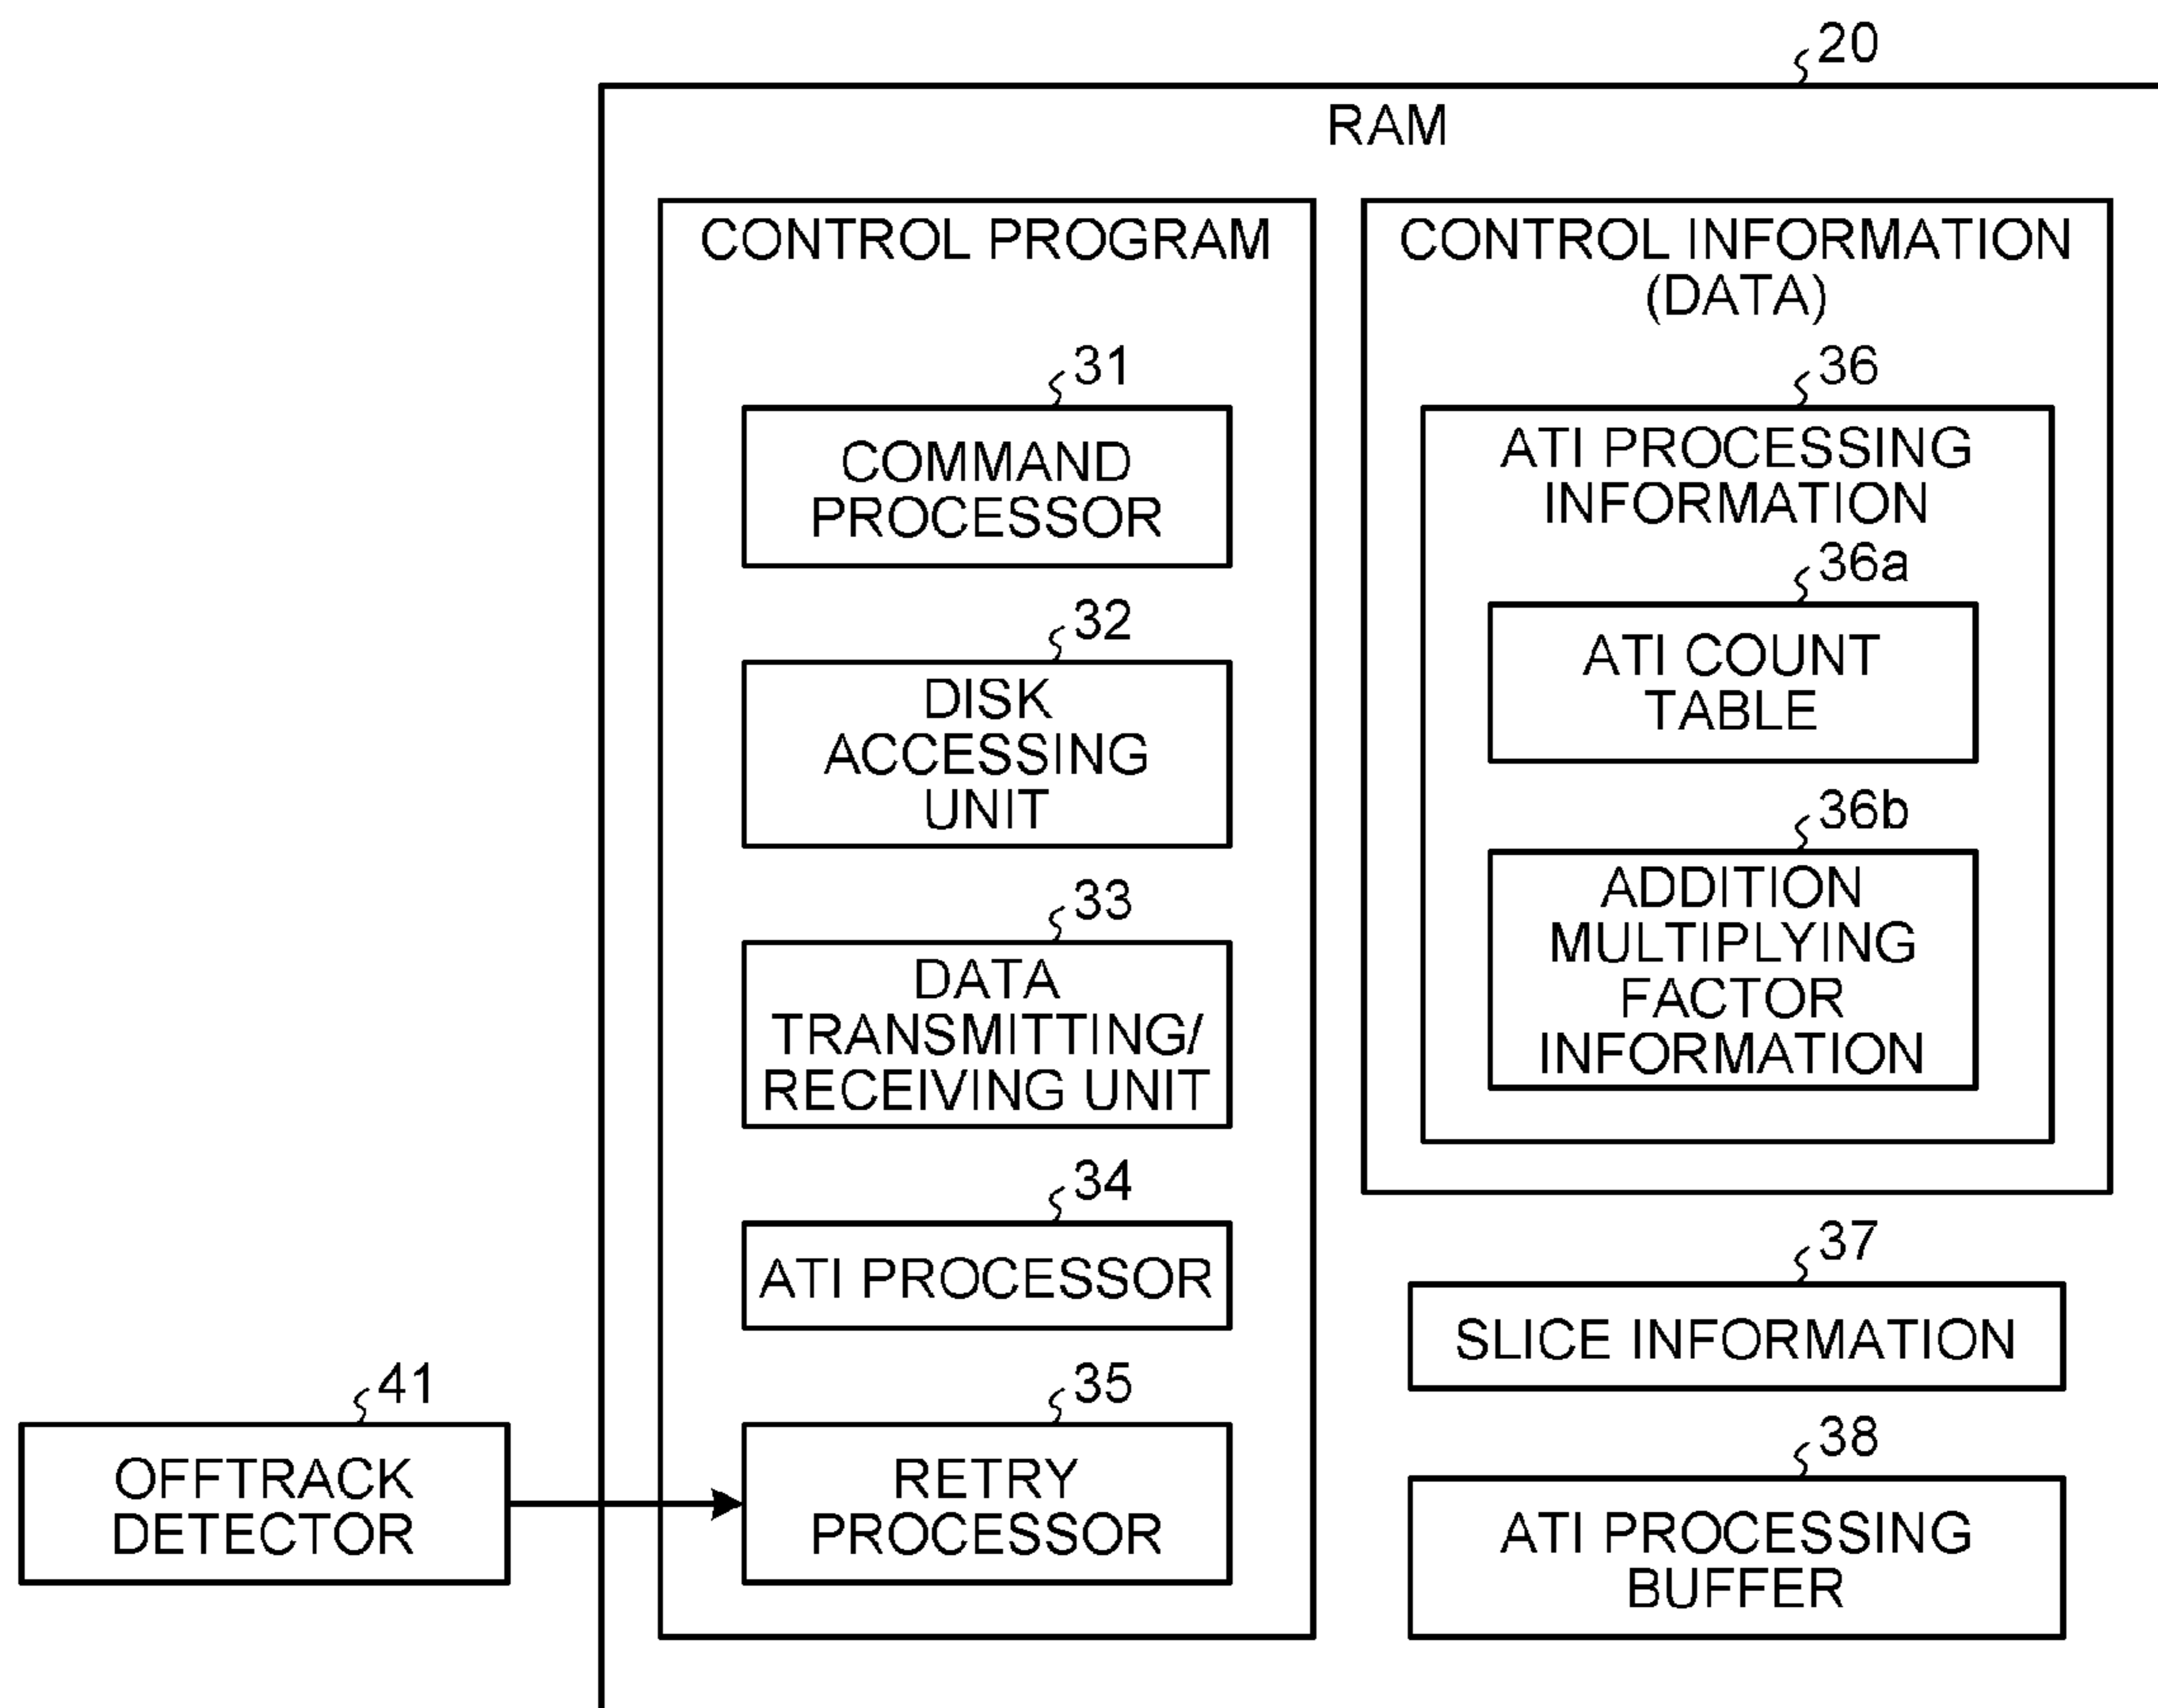 20
RAM
CONTROL PROGRAM
31
COMMAND
PROCESSOR
32
DISK
ACCESSING
UNIT
33
DATA
TRANSMITTING/
RECEIVING UNIT
34
ATI PROCESSOR
35
RETRY
PROCESSOR
41
OFFTRACK
DETECTOR
CONTROL INFORMATION
(DATA)
36
ATI PROCESSING
INFORMATION
36a
ATI COUNT
TABLE
36b
ADDITION
MULTIPLYING
FACTOR
INFORMATION
37
SLICE INFORMATION
38
ATI PROCESSING
BUFFER